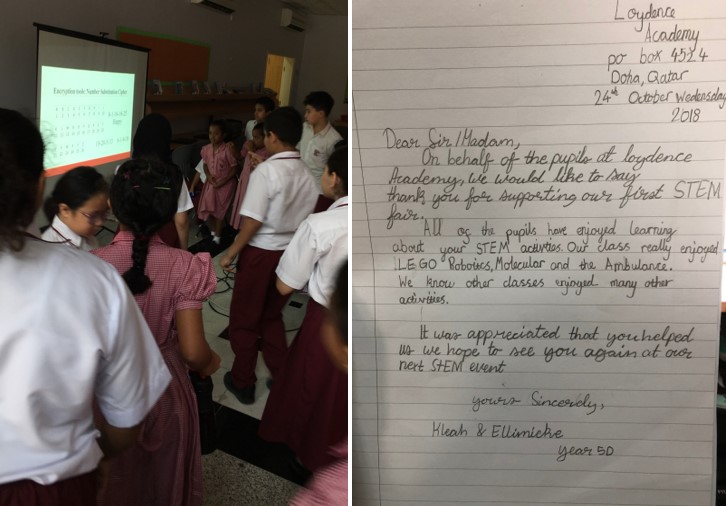 Encryption tools: Number Substitution Cipher
Loydence
Academy
po box 4524
Doha, Qatar
24th October Wedensday
2018
Dear Sir/Madam,
On behalf of the pupils at loydence
Academy, we would like to say
thank you for supporting our first STEM
fair.
All og the pupils have enjoyed learning
about your STEM activities. Our class really enjoyed
LEGO Robotics, Molecular and the Ambulance.
We know other classes enjoyed many other
activities.
It was appreciated that you helped
us we hope to see you again at our
next STEM event
yours Sincerely,
Kleah & Ellimicke
year 5D